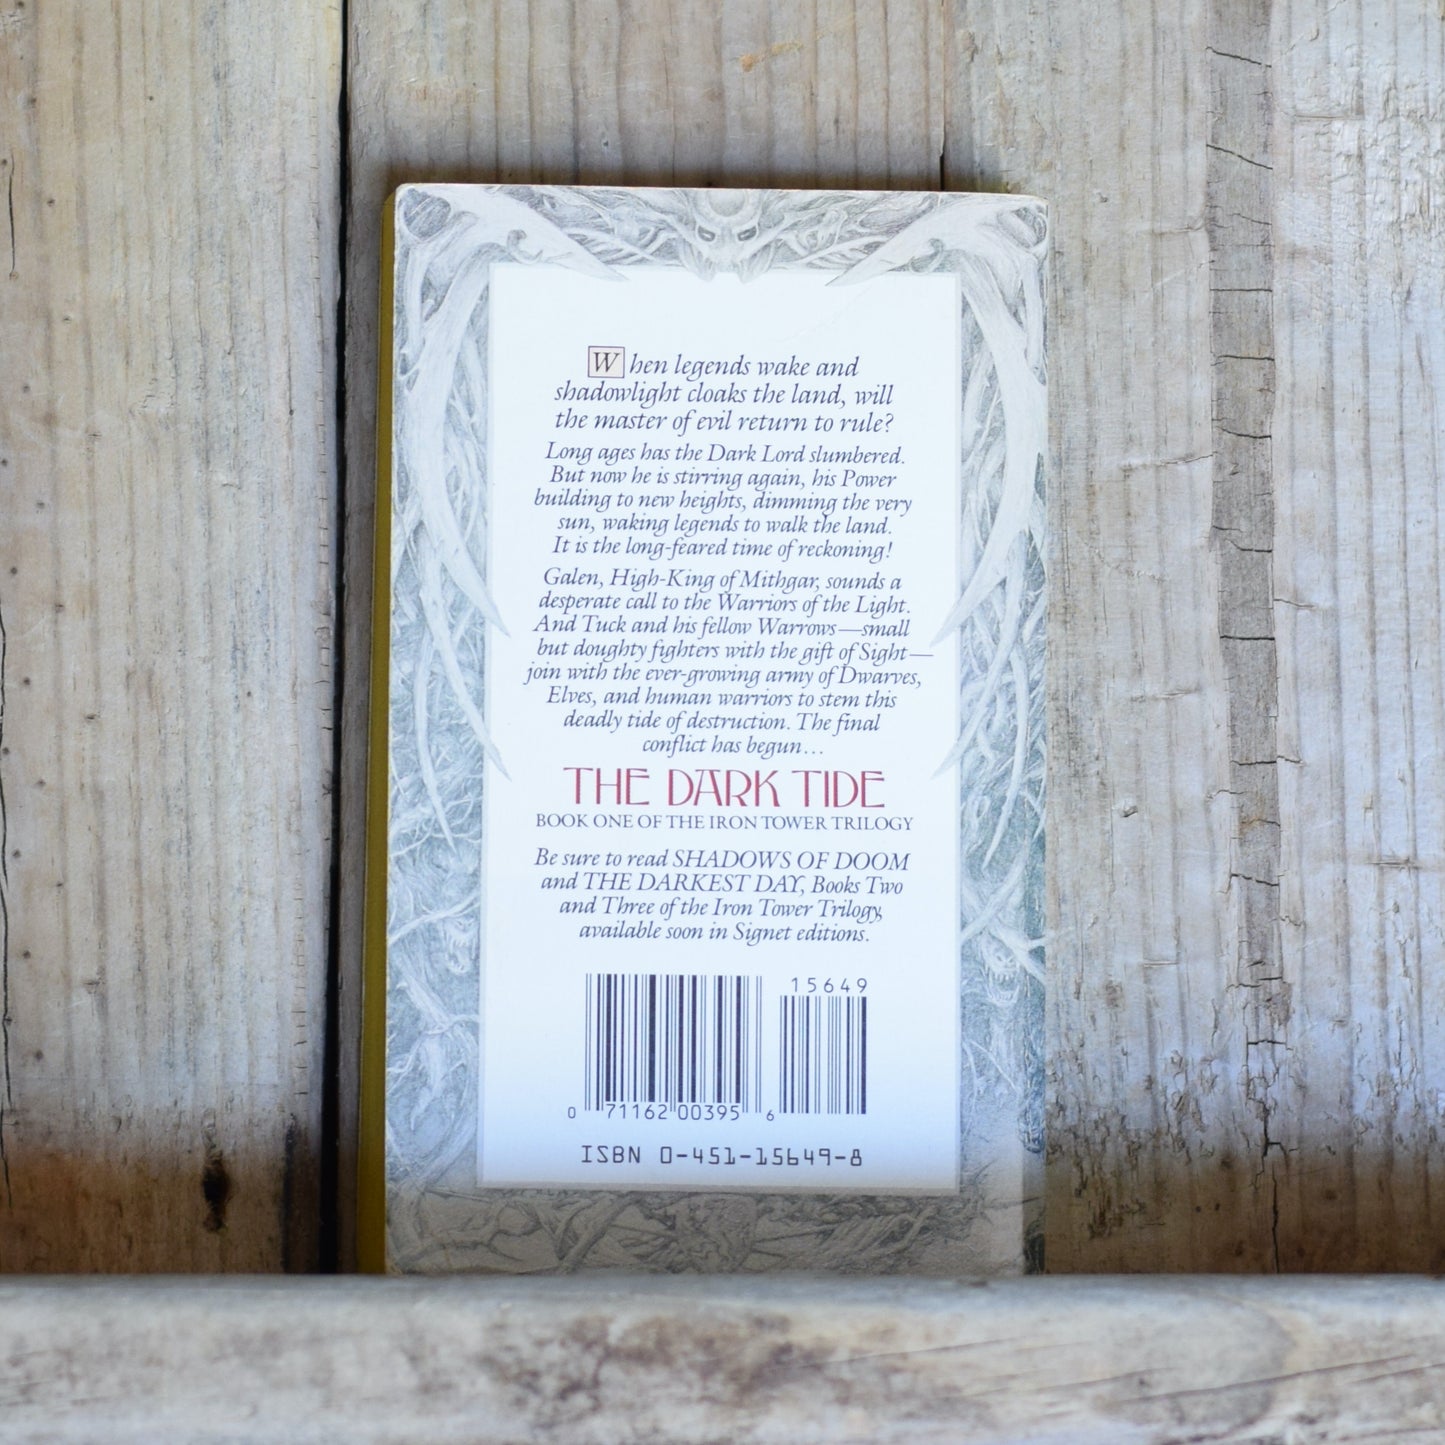 When legends wake and
shadowlight cloaks the land, will
the master of evil return to rule?
Long ages has the Dark Lord slumbered.
But now he is stirring again, his Power
building to new heights, dimming the very
sun, waking legends to walk the land.
It is the long-feared time of reckoning!
Galen, High-King of Mithgar, sounds a
desperate call to the Warriors of the Light.
And Tuck and his fellow Warrows—small
but doughty fighters with the gift of Sight—
join with the ever-growing army of Dwarves,
Elves, and human warriors to stem this
deadly tide of destruction. The final
conflict has begun...
THE DARK TIDE
BOOK ONE OF THE IRON TOWER TRILOGY
Be sure to read SHADOWS OF DOOM
and THE DARKEST DAY, Books Two
and Three of the Iron Tower Trilogy,
available soon in Signet editions.
15649
0 71162 00395 6
ISBN 0-451-15649-8